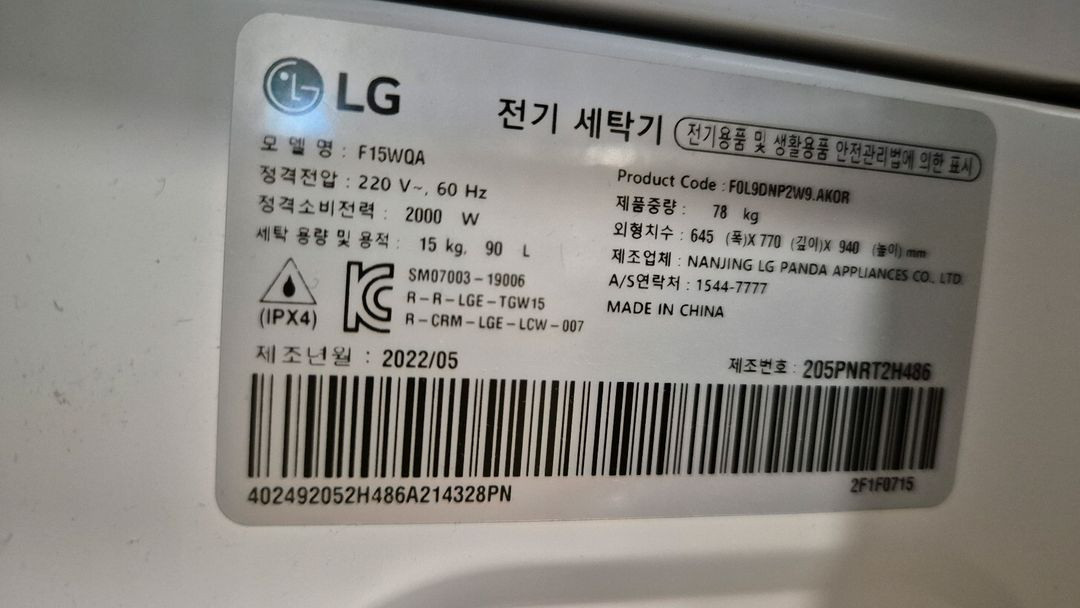 LG
전기 세탁기 전기용품 및 생활용품 안전관리법에 의한 표시
모 델 명 : F15WQA
정격전압 : 220 V~, 60 Hz
정격소비전력 : 2000 W
세탁 용량 및 용적 : 15 kg, 90 L
Product Code : F0L9DNP2W9.AKOR
제품중량 : 78 kg
외형치수 : 645 (폭)X 770 (깊이)X 940 (높이) mm
제조업체 : NANJING LG PANDA APPLIANCES CO., LTD.
A/S연락처 : 1544-7777
MADE IN CHINA
(IPX4)
SM07003-19006
R-R-LGE-TGW15
R-CRM-LGE-LCW-007
제조년월 : 2022/05
제조번호 : 205PNRT2H486
402492052H486A214328PN
2F1F0715